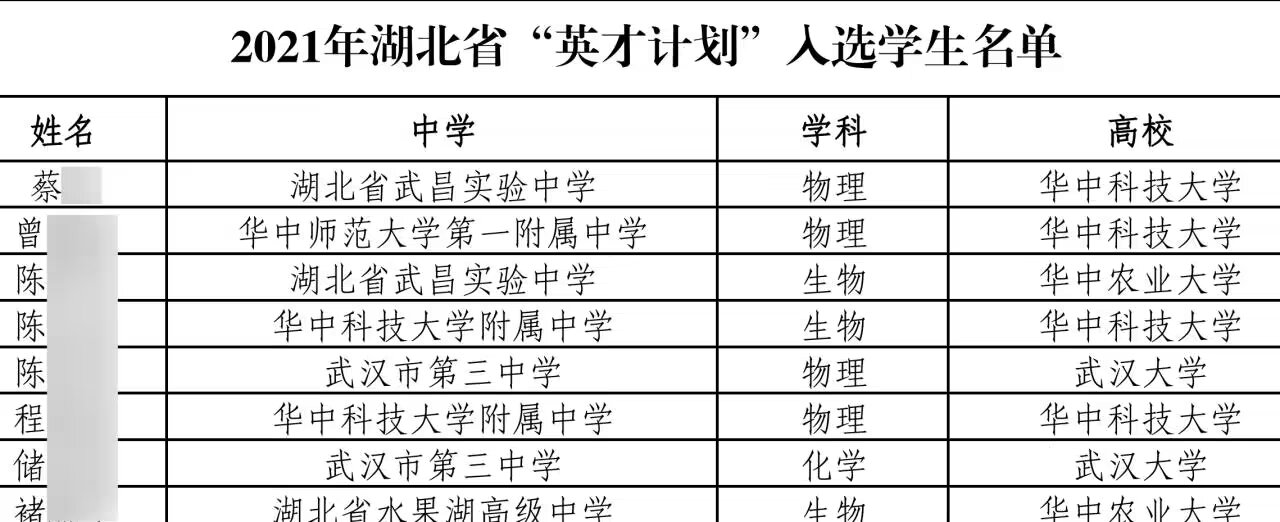 2021年湖北省“英才计划”入选学生名单
姓名 中学 学科 高校
蔡 湖北省武昌实验中学 物理 华中科技大学
曾 华中师范大学第一附属中学 物理 华中科技大学
陈 湖北省武昌实验中学 生物 华中农业大学
陈 华中科技大学附属中学 生物 华中科技大学
陈 武汉市第三中学 物理 武汉大学
程 华中科技大学附属中学 物理 华中科技大学
储 武汉市第三中学 化学 武汉大学
褚 湖北省水果湖高级中学 生物 华中农业大学